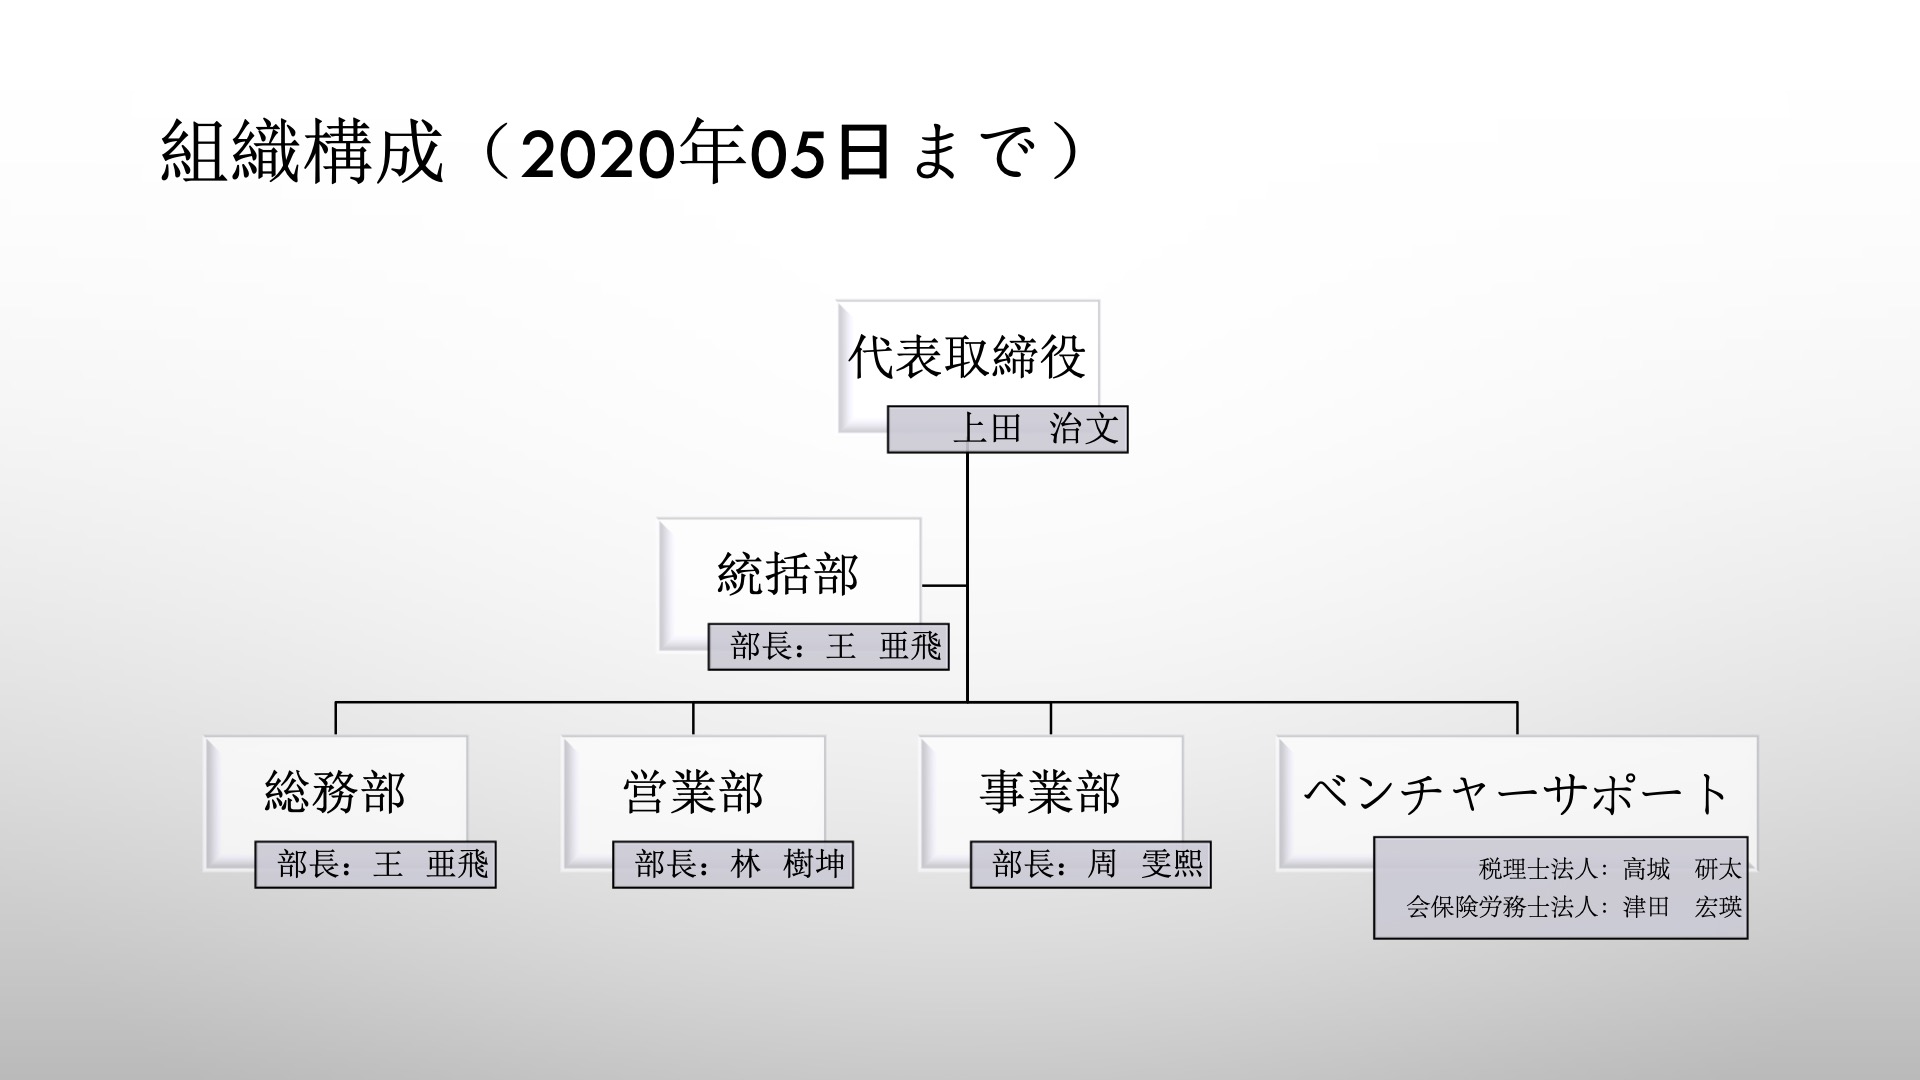 組織構成（2020年05日まで）
代表取締役
上田　治文
統括部
部長：王　亜飛
総務部
部長：王　亜飛
営業部
部長：林　樹坤
事業部
部長：周　雯熙
ベンチャーサポート
税理士法人：高城　研太
会保険労務士法人：津田　宏瑛